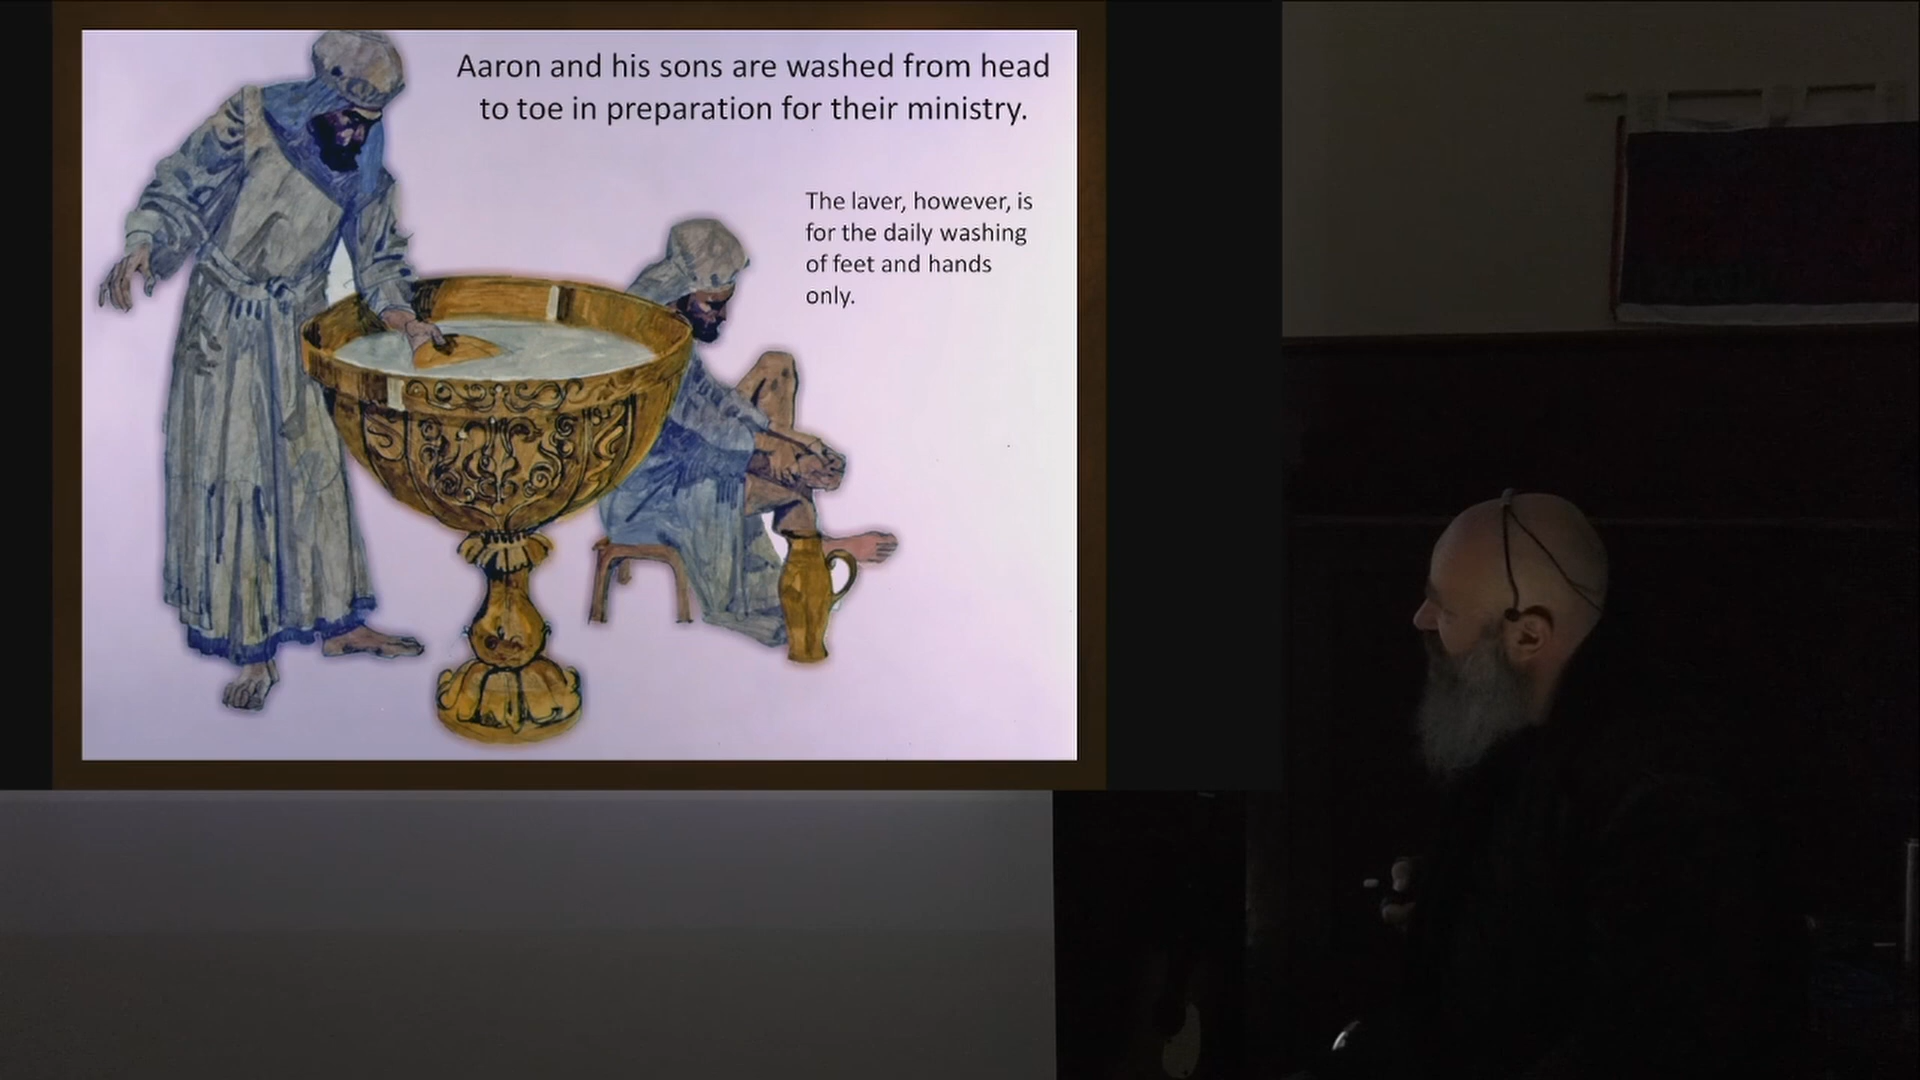 Aaron and his sons are washed from head
to toe in preparation for their ministry.
The laver, however, is
for the daily washing
of feet and hands
only.